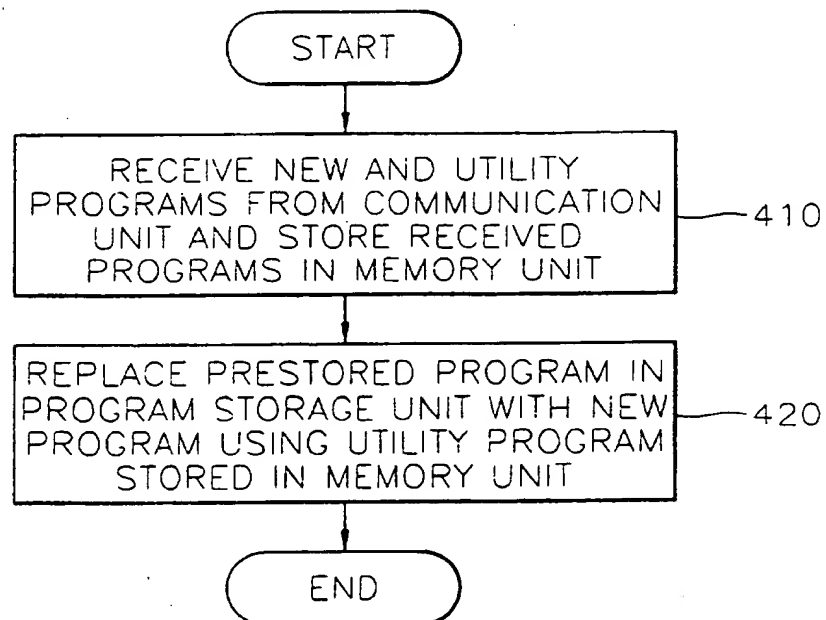 START
RECEIVE NEW AND UTILITY
PROGRAMS FROM COMMUNICATION
UNIT AND STORE RECEIVED
PROGRAMS IN MEMORY UNIT
410
REPLACE PRESTORED PROGRAM IN
PROGRAM STORAGE UNIT WITH NEW
PROGRAM USING UTILITY PROGRAM
STORED IN MEMORY UNIT
420
END